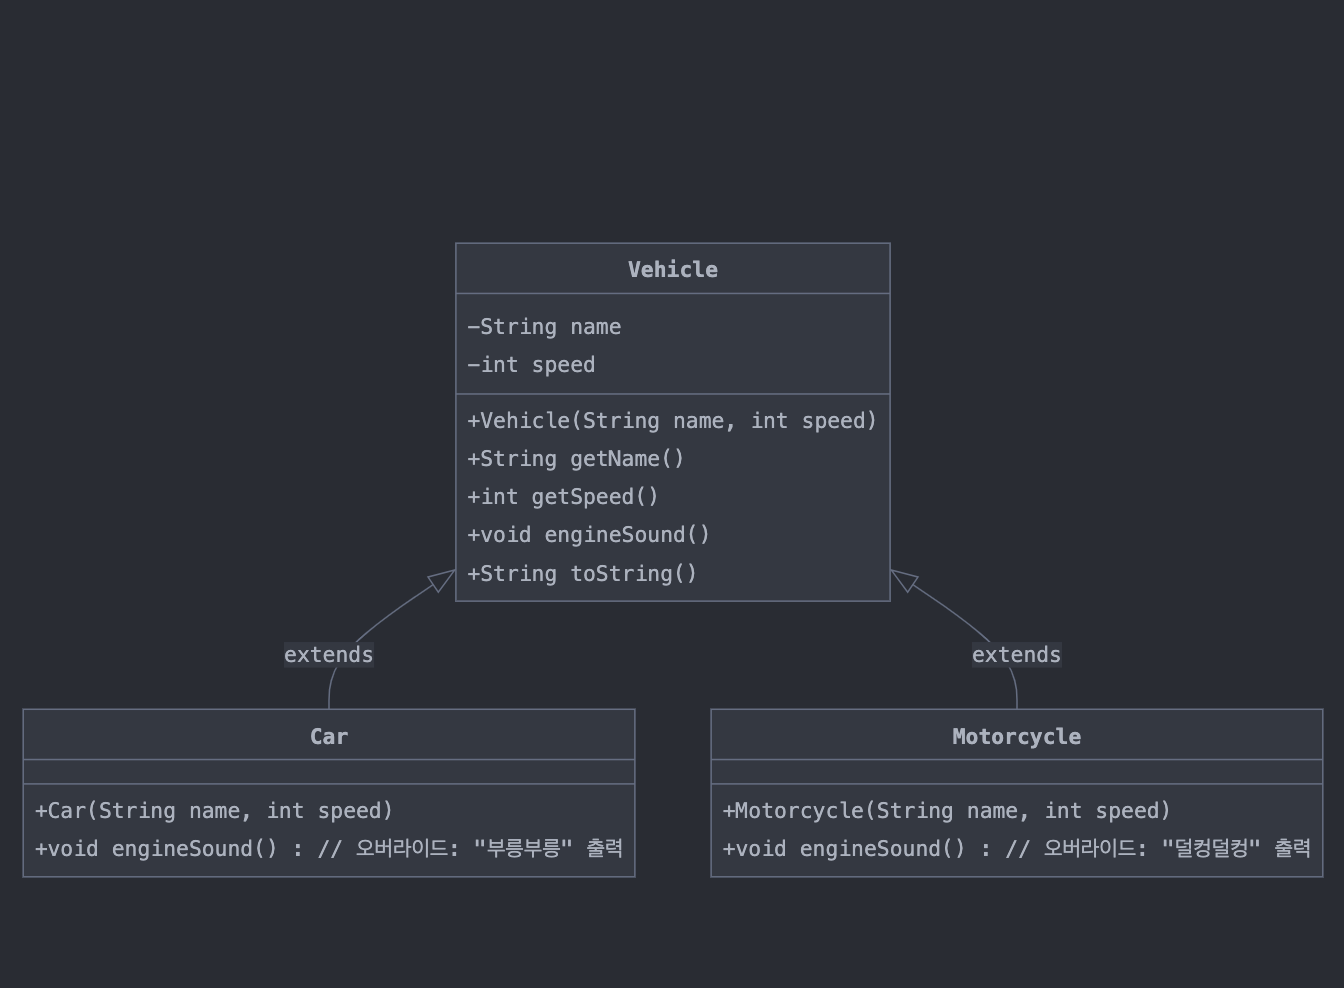 Vehicle
-String name
-int speed
+Vehicle(String name, int speed)
+String getName()
+int getSpeed()
+void engineSound()
+String toString()
extends
extends
Car
+Car(String name, int speed)
+void engineSound() : // 오버라이드: "부릉부릉" 출력
Motorcycle
+Motorcycle(String name, int speed)
+void engineSound() : // 오버라이드: "덜컹덜컹" 출력